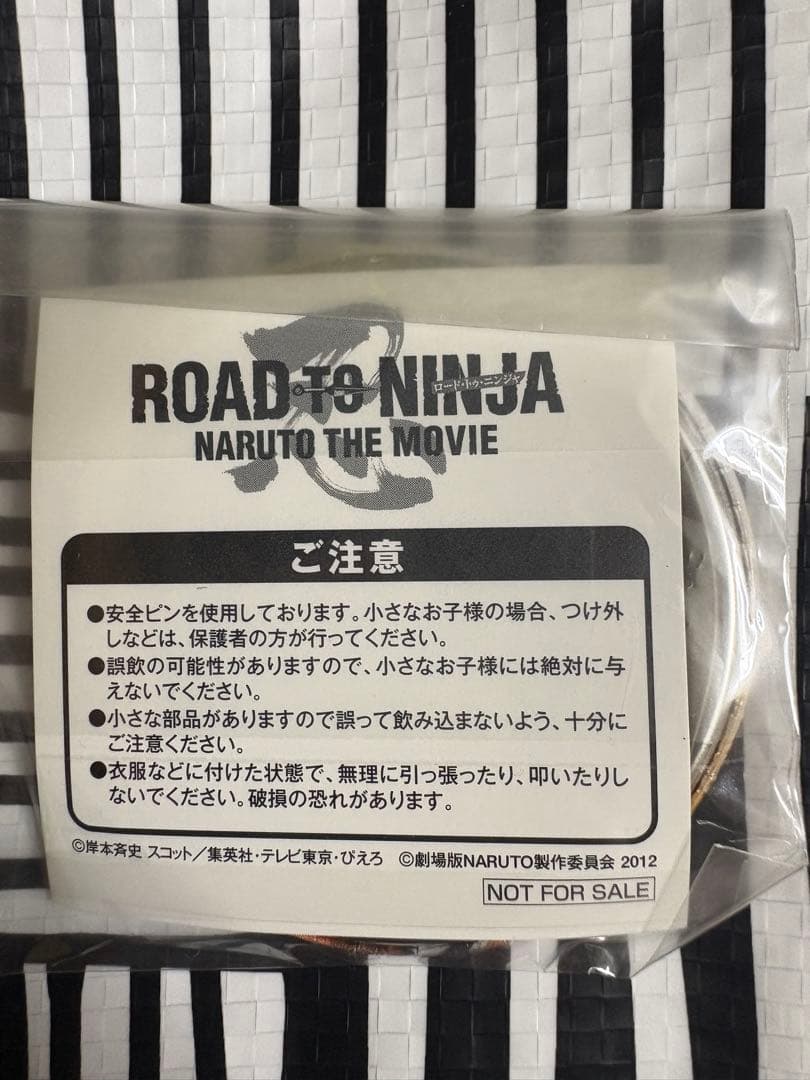 ROAD TO NINJA
ロード・トゥ・ニンジャ
NARUTO THE MOVIE
ご注意
●安全ピンを使用しております。小さなお子様の場合、つけ外
しなどは、保護者の方が行ってください。
●誤飲の可能性がありますので、小さなお子様には絶対に与
えないでください。
●小さな部品がありますので誤って飲み込まないよう、十分に
ご注意ください。
●衣服などに付けた状態で、無理に引っ張ったり、叩いたりし
ないでください。破損の恐れがあります。
©岸本斉史 スコット／集英社・テレビ東京・ぴえろ ©劇場版NARUTO製作委員会 2012
NOT FOR SALE